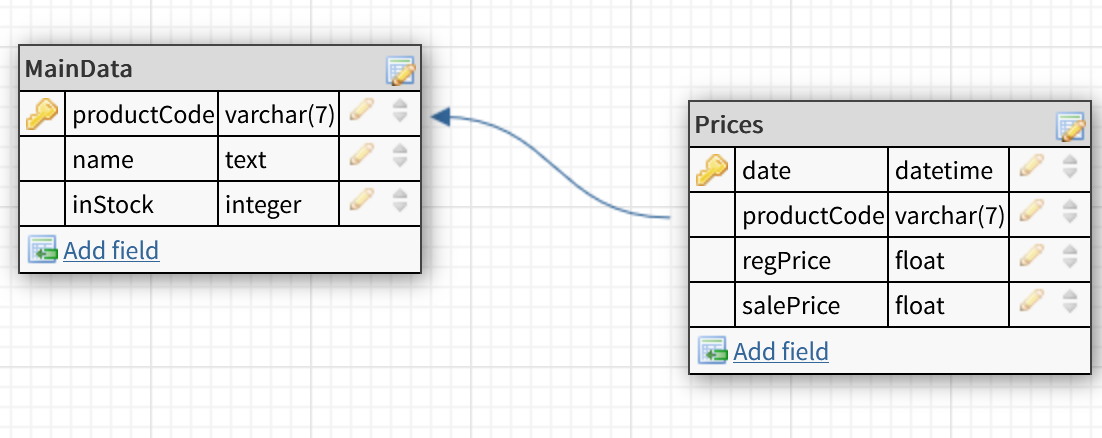 MainData
productCode varchar(7)
name text
inStock integer
Add field
Prices
date datetime
productCode varchar(7)
regPrice float
salePrice float
Add field